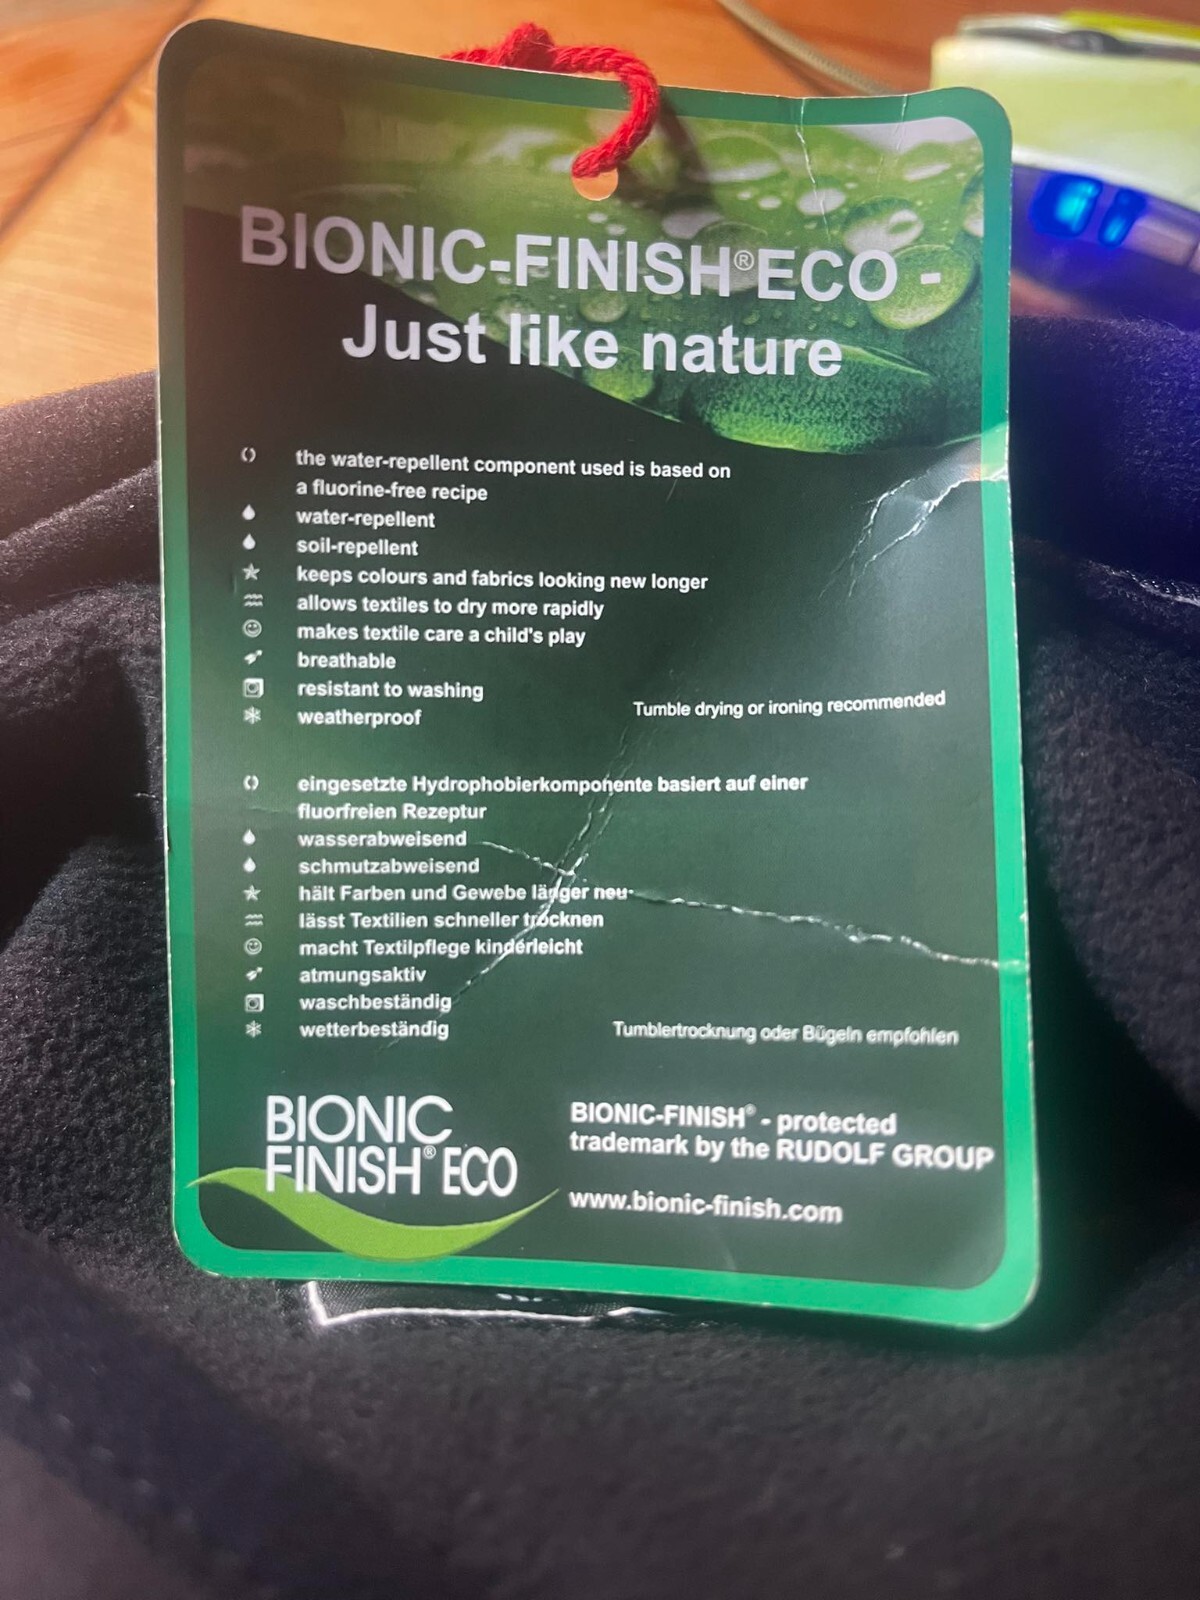 BIONIC-FINISH®ECO -
Just like nature
the water-repellent component used is based on
a fluorine-free recipe
water-repellent
soil-repellent
keeps colours and fabrics looking new longer
allows textiles to dry more rapidly
makes textile care a child's play
breathable
resistant to washing
weatherproof
Tumble drying or ironing recommended
eingesetzte Hydrophobierkomponente basiert auf einer
fluorfreien Rezeptur
wasserabweisend
schmutzabweisend
hält Farben und Gewebe länger neu
lässt Textilien schneller trocknen
macht Textilpflege kinderleicht
atmungsaktiv
waschbeständig
wetterbeständig
Tumblertrocknung oder Bügeln empfohlen
BIONIC
FINISH® ECO
BIONIC-FINISH® - protected
trademark by the RUDOLF GROUP
www.bionic-finish.com